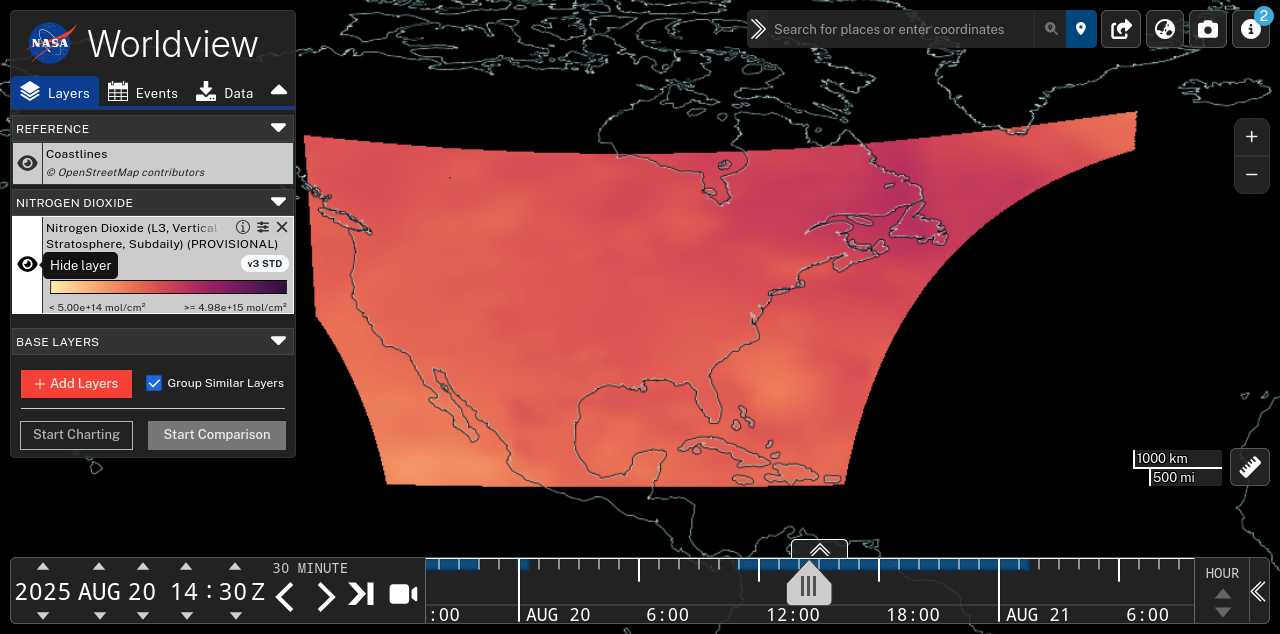 NASA Worldview
Search for places or enter coordinates
2
Layers Events Data
REFERENCE
Coastlines
© OpenStreetMap contributors
NITROGEN DIOXIDE
Nitrogen Dioxide (L3, Vertical
Stratosphere, Subdaily) (PROVISIONAL)
Hide layer
v3 STD
< 5.00e+14 mol/cm² >= 4.98e+15 mol/cm²
BASE LAYERS
+ Add Layers Group Similar Layers
Start Charting Start Comparison
+
−
1000 km
500 mi
2025 AUG 20 14 : 30 Z
30 MINUTE
:00 AUG 20 6:00 12:00 18:00 AUG 21 6:00
HOUR